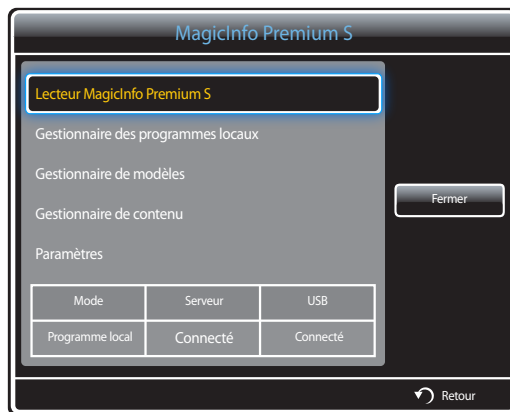 MagicInfo Premium S
Lecteur MagicInfo Premium S
Gestionnaire des programmes locaux
Gestionnaire de modèles
Gestionnaire de contenu
Paramètres
Fermer
Mode Serveur USB
Programme local Connecté Connecté
Retour